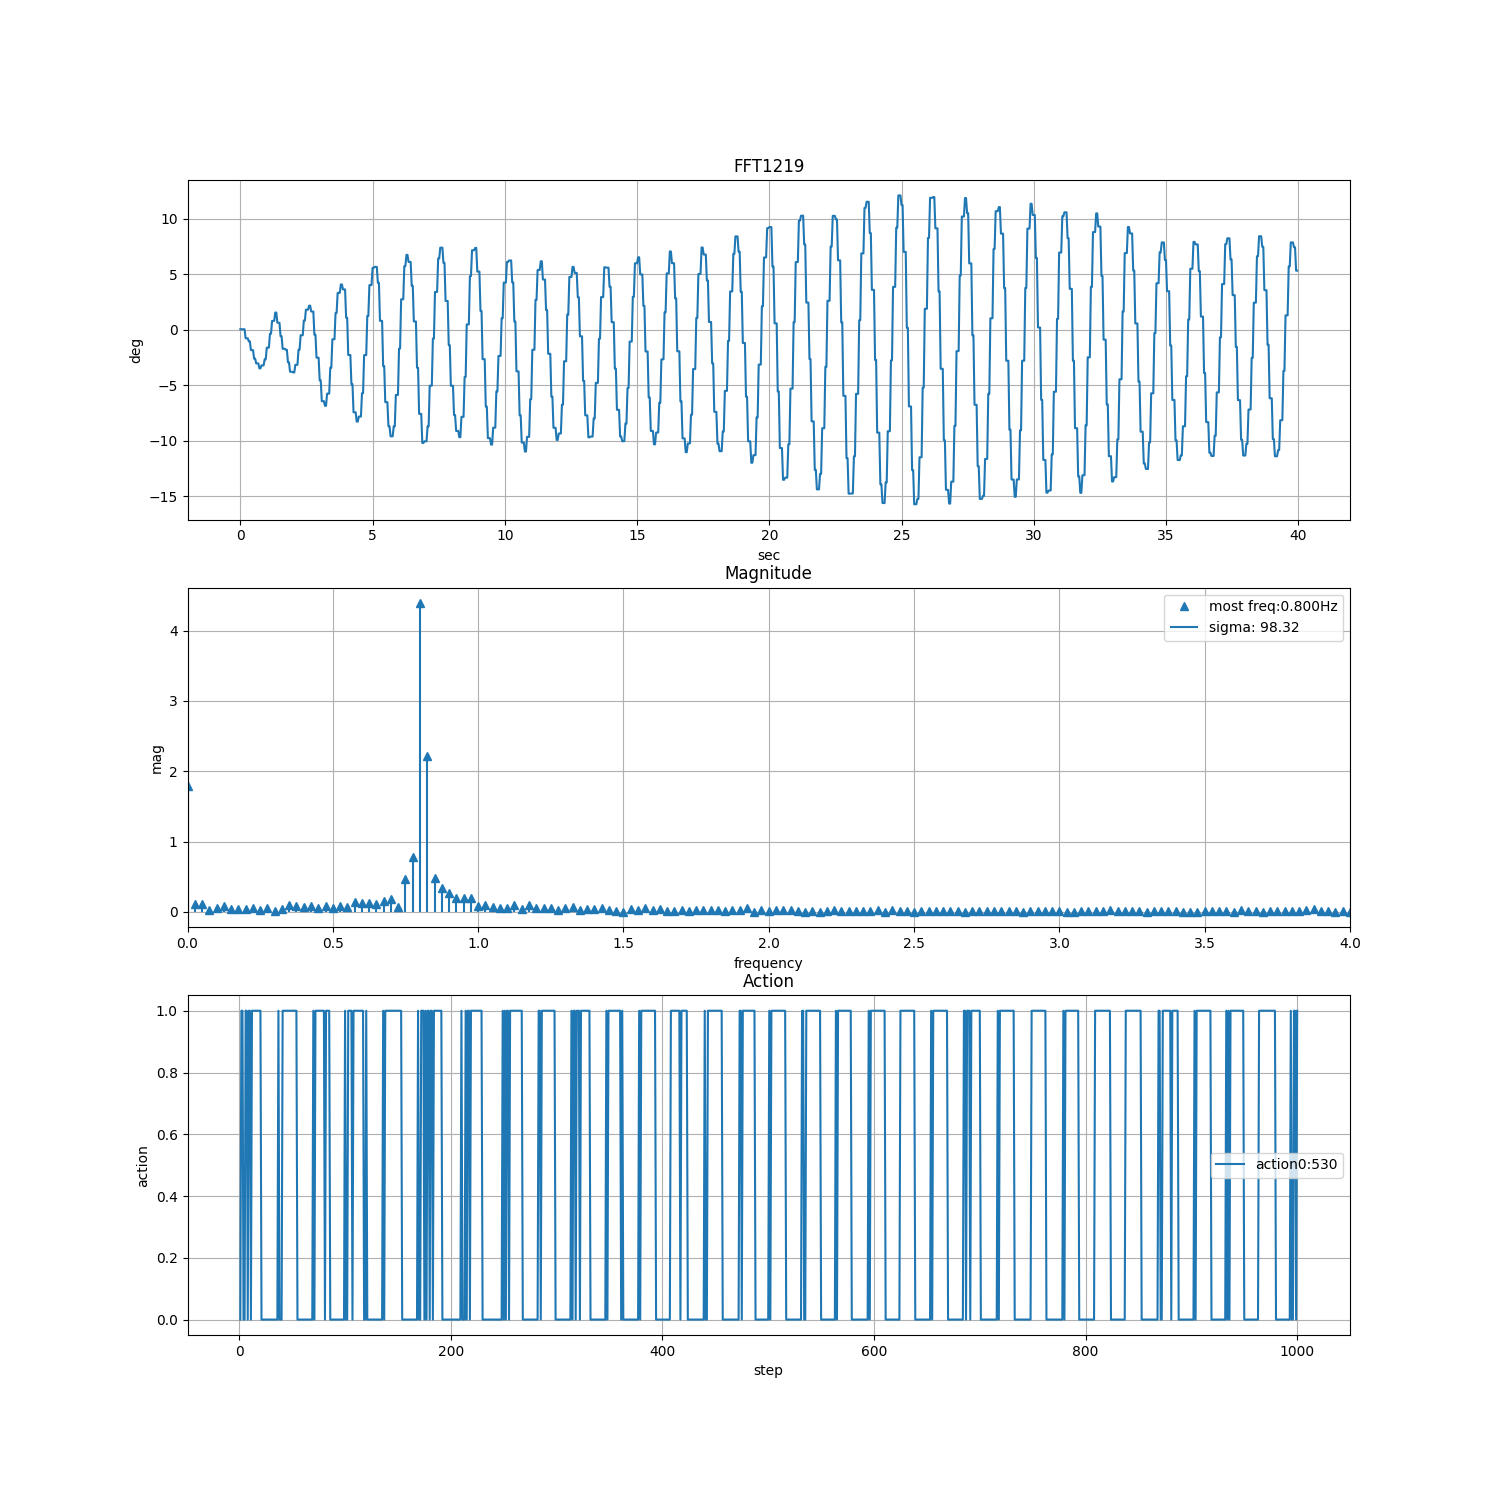 FFT1219
10
5
0
−5
−10
−15
deg
0 5 10 15 20 25 30 35 40
sec
Magnitude
most freq:0.800Hz
sigma: 98.32
4
3
2
1
0
mag
0.0 0.5 1.0 1.5 2.0 2.5 3.0 3.5 4.0
frequency
Action
1.0
0.8
0.6
0.4
0.2
0.0
action
action0:530
0 200 400 600 800 1000
step